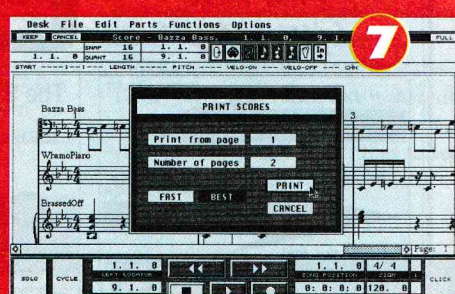 7
Desk File Edit Parts Functions Options
KEEP CANCEL Score - Bazza Bass, 1. 1. 0, 9. 1. FULL
SNAP 16 1. 1. 0
1. 1. 0 QUANT 16 9. 1. 0
START LENGTH PITCH VELO-ON VELO-OFF CHN
Bazza Bass
3
PRINT SCORES
Print from page 1
WremoPiano
Number of pages 2
PRINT
FAST BEST
CANCEL
BrassedOff
Page: 1
1. 1. 0 1. 1. 0 4/ 4
SOLO CYCLE LEFT LOCATOR SONG POSITION SIGN CLICK
9. 1. 0 0: 0: 0: 0 120. 0